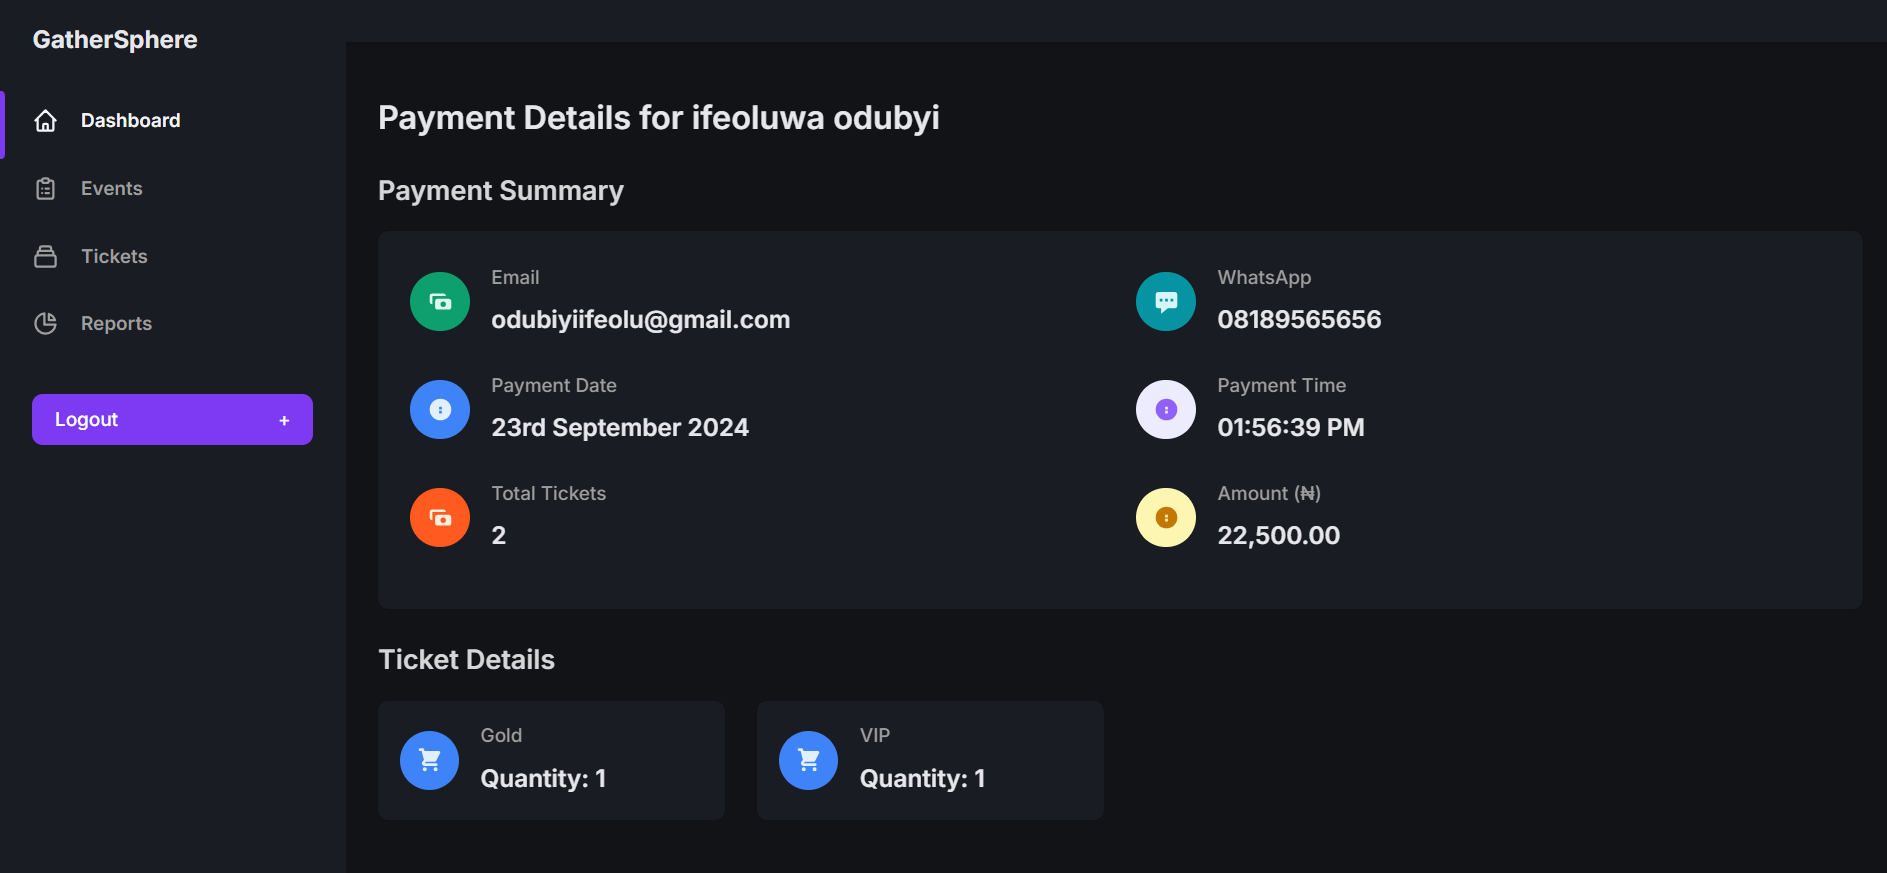 GatherSphere
Dashboard
Events
Tickets
Reports
Logout +
Payment Details for ifeoluwa odubyi
Payment Summary
Email
odubiyiifeolu@gmail.com
WhatsApp
08189565656
Payment Date
23rd September 2024
Payment Time
01:56:39 PM
Total Tickets
2
Amount (₦)
22,500.00
Ticket Details
Gold
Quantity: 1
VIP
Quantity: 1